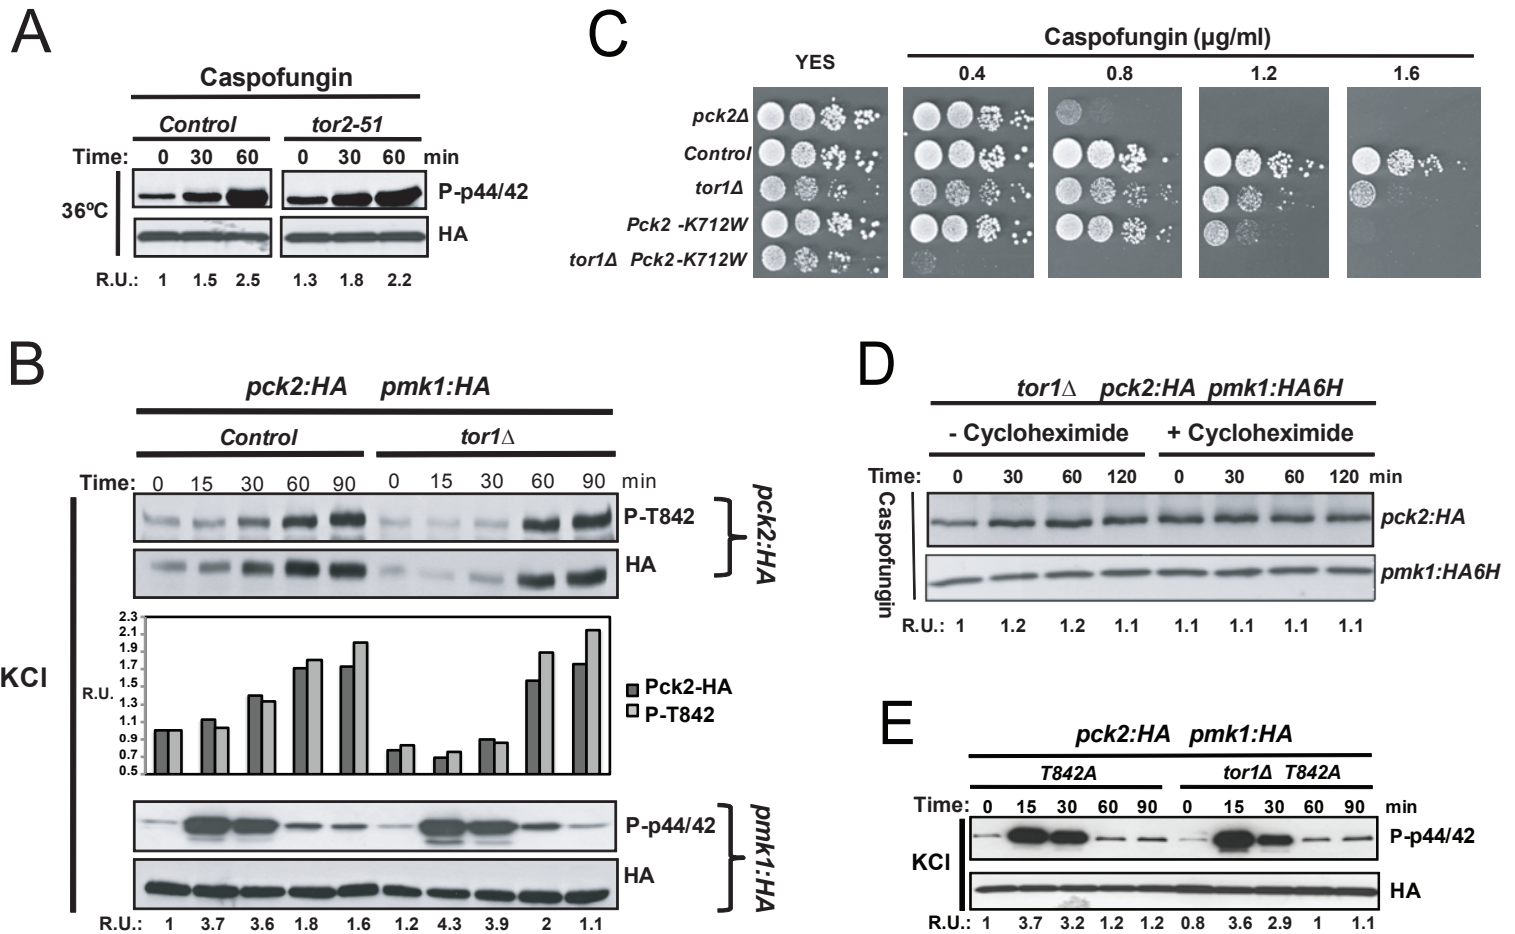 A
Caspofungin
Control tor2-51
Time: 0 30 60 0 30 60 min
36ºC
P-p44/42
HA
R.U.: 1 1.5 2.5 1.3 1.8 2.2
C
Caspofungin (µg/ml)
YES 0.4 0.8 1.2 1.6
pck2Δ
Control
tor1Δ
Pck2 -K712W
tor1Δ Pck2-K712W
B
pck2:HA pmk1:HA
Control tor1Δ
Time: 0 15 30 60 90 0 15 30 60 90 min
KCl
P-T842
HA
pck2:HA
2.3
2.1
1.9
1.7
1.5
1.3
1.1
0.9
0.7
0.5
R.U.
Pck2-HA
P-T842
P-p44/42
HA
pmk1:HA
R.U.: 1 3.7 3.6 1.8 1.6 1.2 4.3 3.9 2 1.1
D
tor1Δ pck2:HA pmk1:HA6H
- Cycloheximide + Cycloheximide
Time: 0 30 60 120 0 30 60 120 min
Caspofungin
pck2:HA
pmk1:HA6H
R.U.: 1 1.2 1.2 1.1 1.1 1.1 1.1 1.1
E
pck2:HA pmk1:HA
T842A tor1Δ T842A
Time: 0 15 30 60 90 0 15 30 60 90 min
KCl
P-p44/42
HA
R.U.: 1 3.7 3.2 1.2 1.2 0.8 3.6 2.9 1 1.1